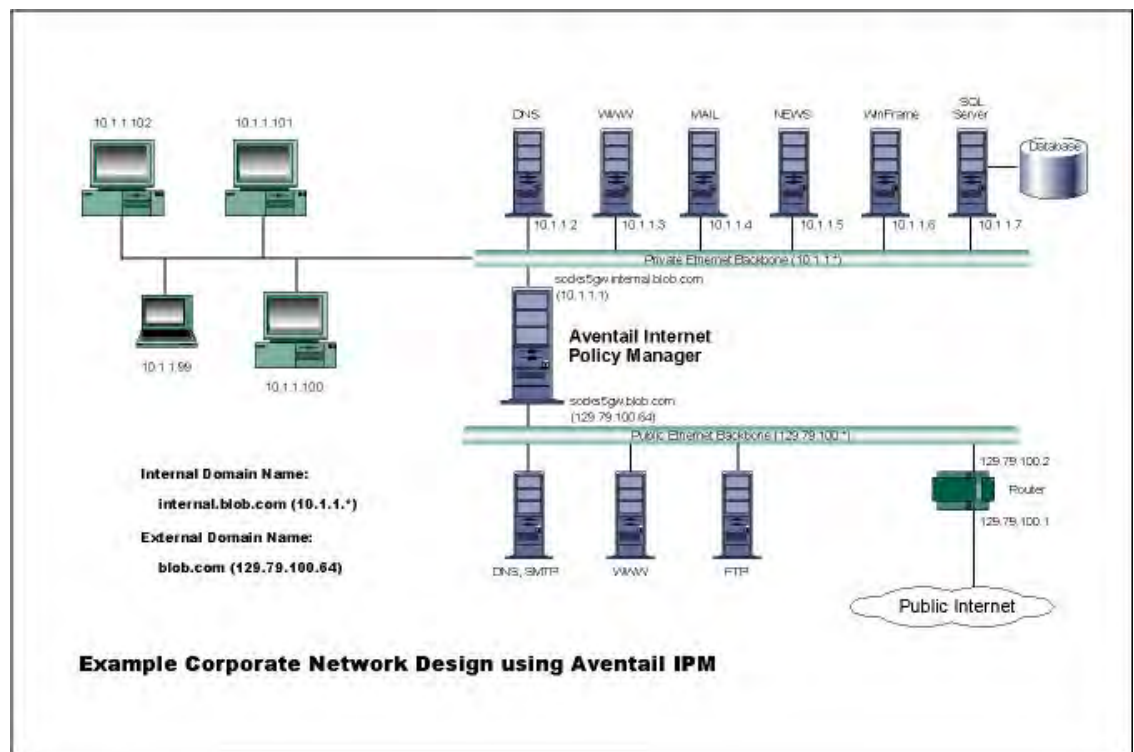 10.1.1.102
10.1.1.101
DNS
WWW
MAIL
NEWS
WinFrame
SQL
Server
Database
10.1.1.2
10.1.1.3
10.1.1.4
10.1.1.5
10.1.1.6
10.1.1.7
Private Ethernet Backbone (10.1.1.*)
socks5gw.internal.blob.com
(10.1.1.1)
Aventail Internet
Policy Manager
10.1.1.99
10.1.1.100
socks5gw.blob.com
(129.79.100.64)
Public Ethernet Backbone (129.79.100.*)
Internal Domain Name:
internal.blob.com (10.1.1.*)
External Domain Name:
blob.com (129.79.100.64)
129.79.100.2
Router
129.79.100.1
DNS, SMTP
WWW
FTP
Public Internet
Example Corporate Network Design using Aventail IPM